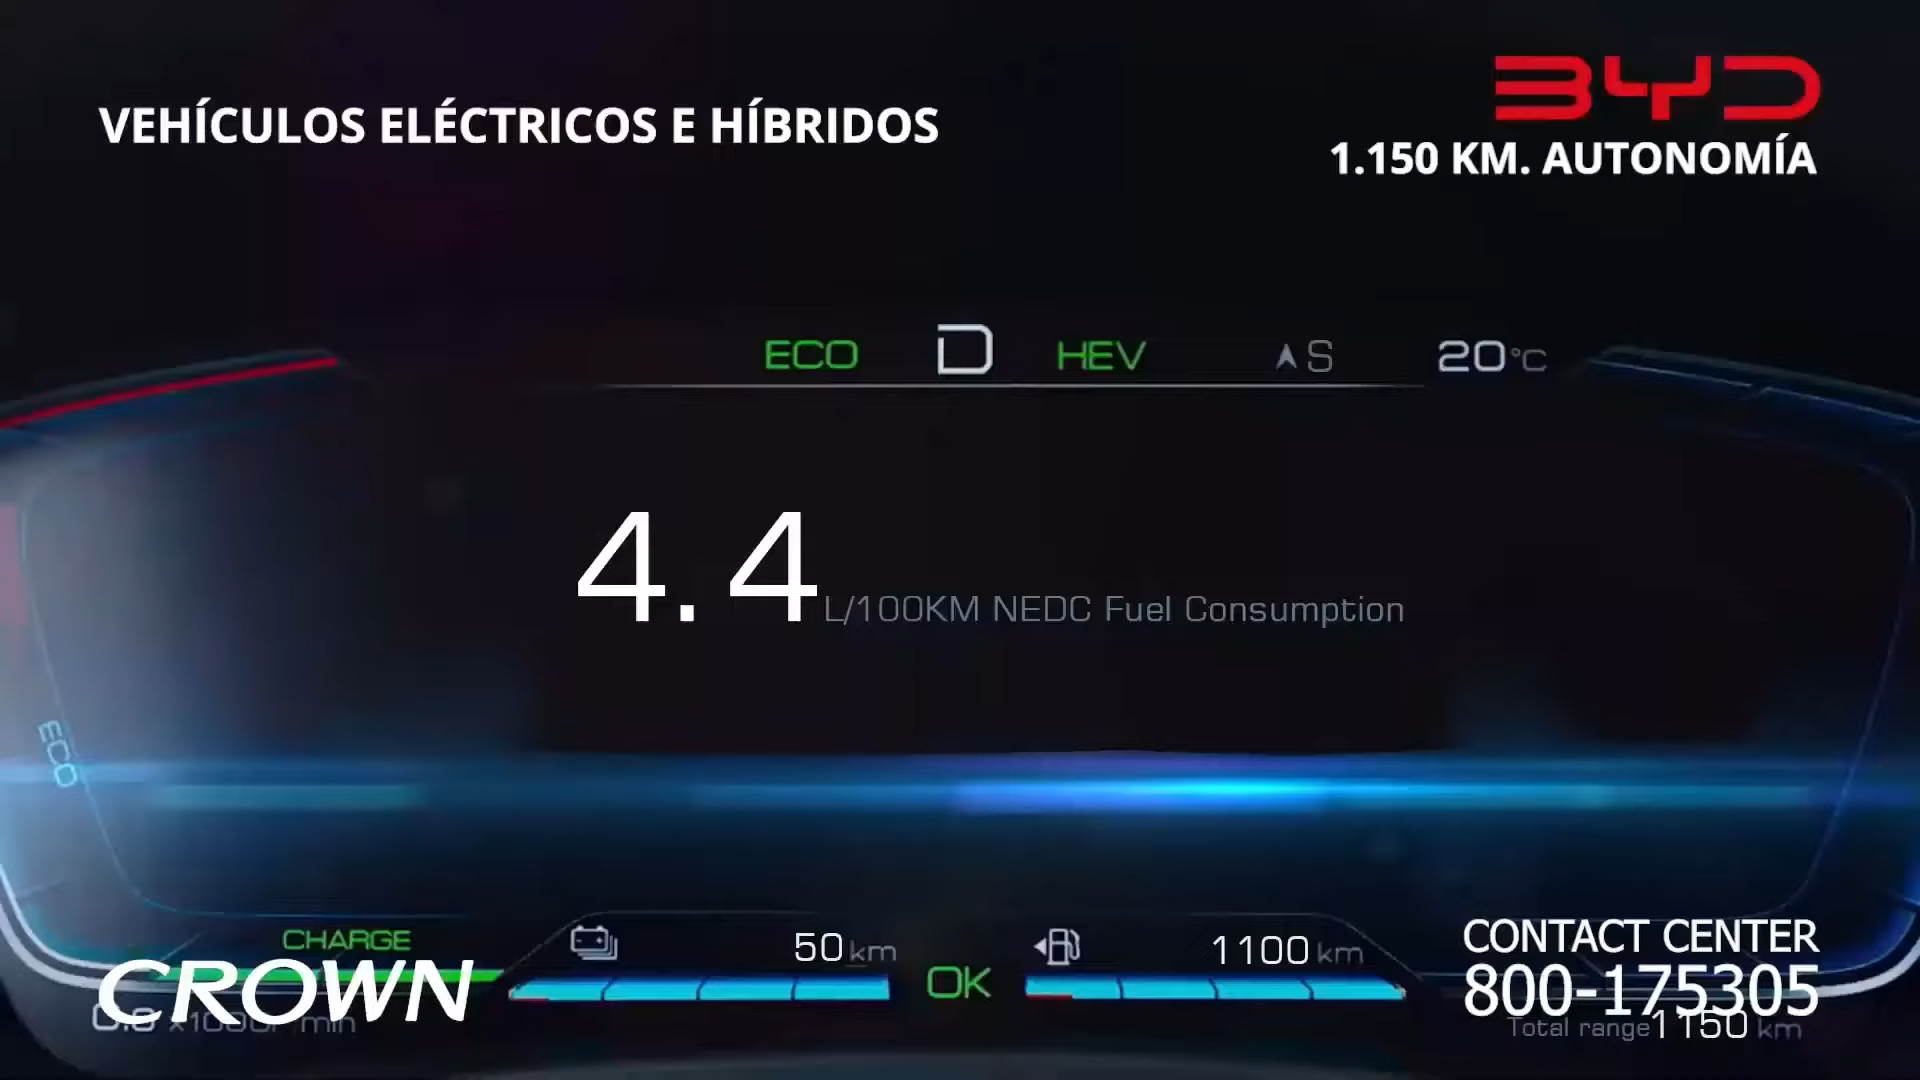 VEHÍCULOS ELÉCTRICOS E HÍBRIDOS
BYD
1.150 KM. AUTONOMÍA
ECO D HEV S 20°C
4.4 L/100KM NEDC Fuel Consumption
ECO
CHARGE
50 km
OK
1100 km
CROWN
CONTACT CENTER
800-175305
min
Total range 1150 km